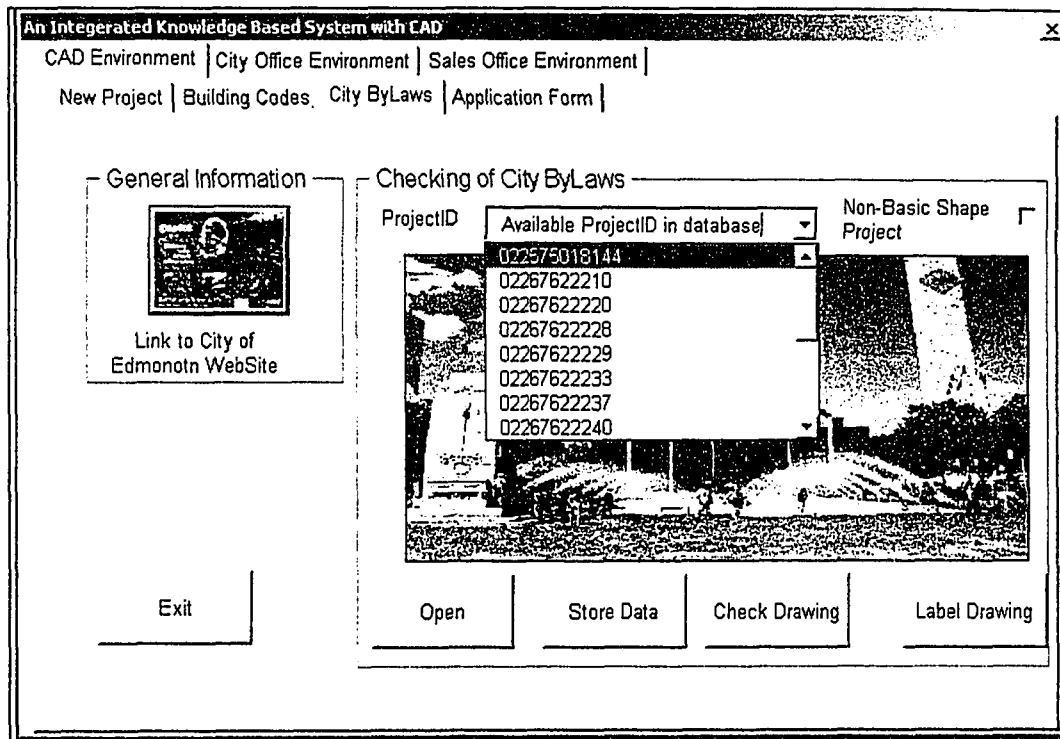 An Integerated Knowledge Based System with CAD
CAD Environment City Office Environment Sales Office Environment
New Project Building Codes City ByLaws Application Form
General Information
Link to City of
Edmonotn WebSite
Exit
Checking of City ByLaws
ProjectID
Available ProjectID in database
Non-Basic Shape
Project
022675018144
02267622210
02267622220
02267622228
02267622229
02267622233
02267622237
02267622240
Open Store Data Check Drawing Label Drawing